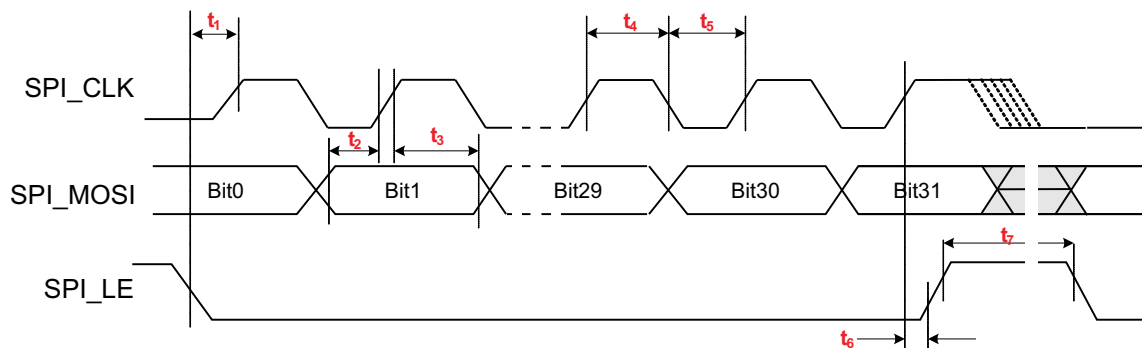 t1
t4
t5
SPI_CLK
t2
t3
SPI_MOSI
Bit0
Bit1
Bit29
Bit30
Bit31
t7
SPI_LE
t6